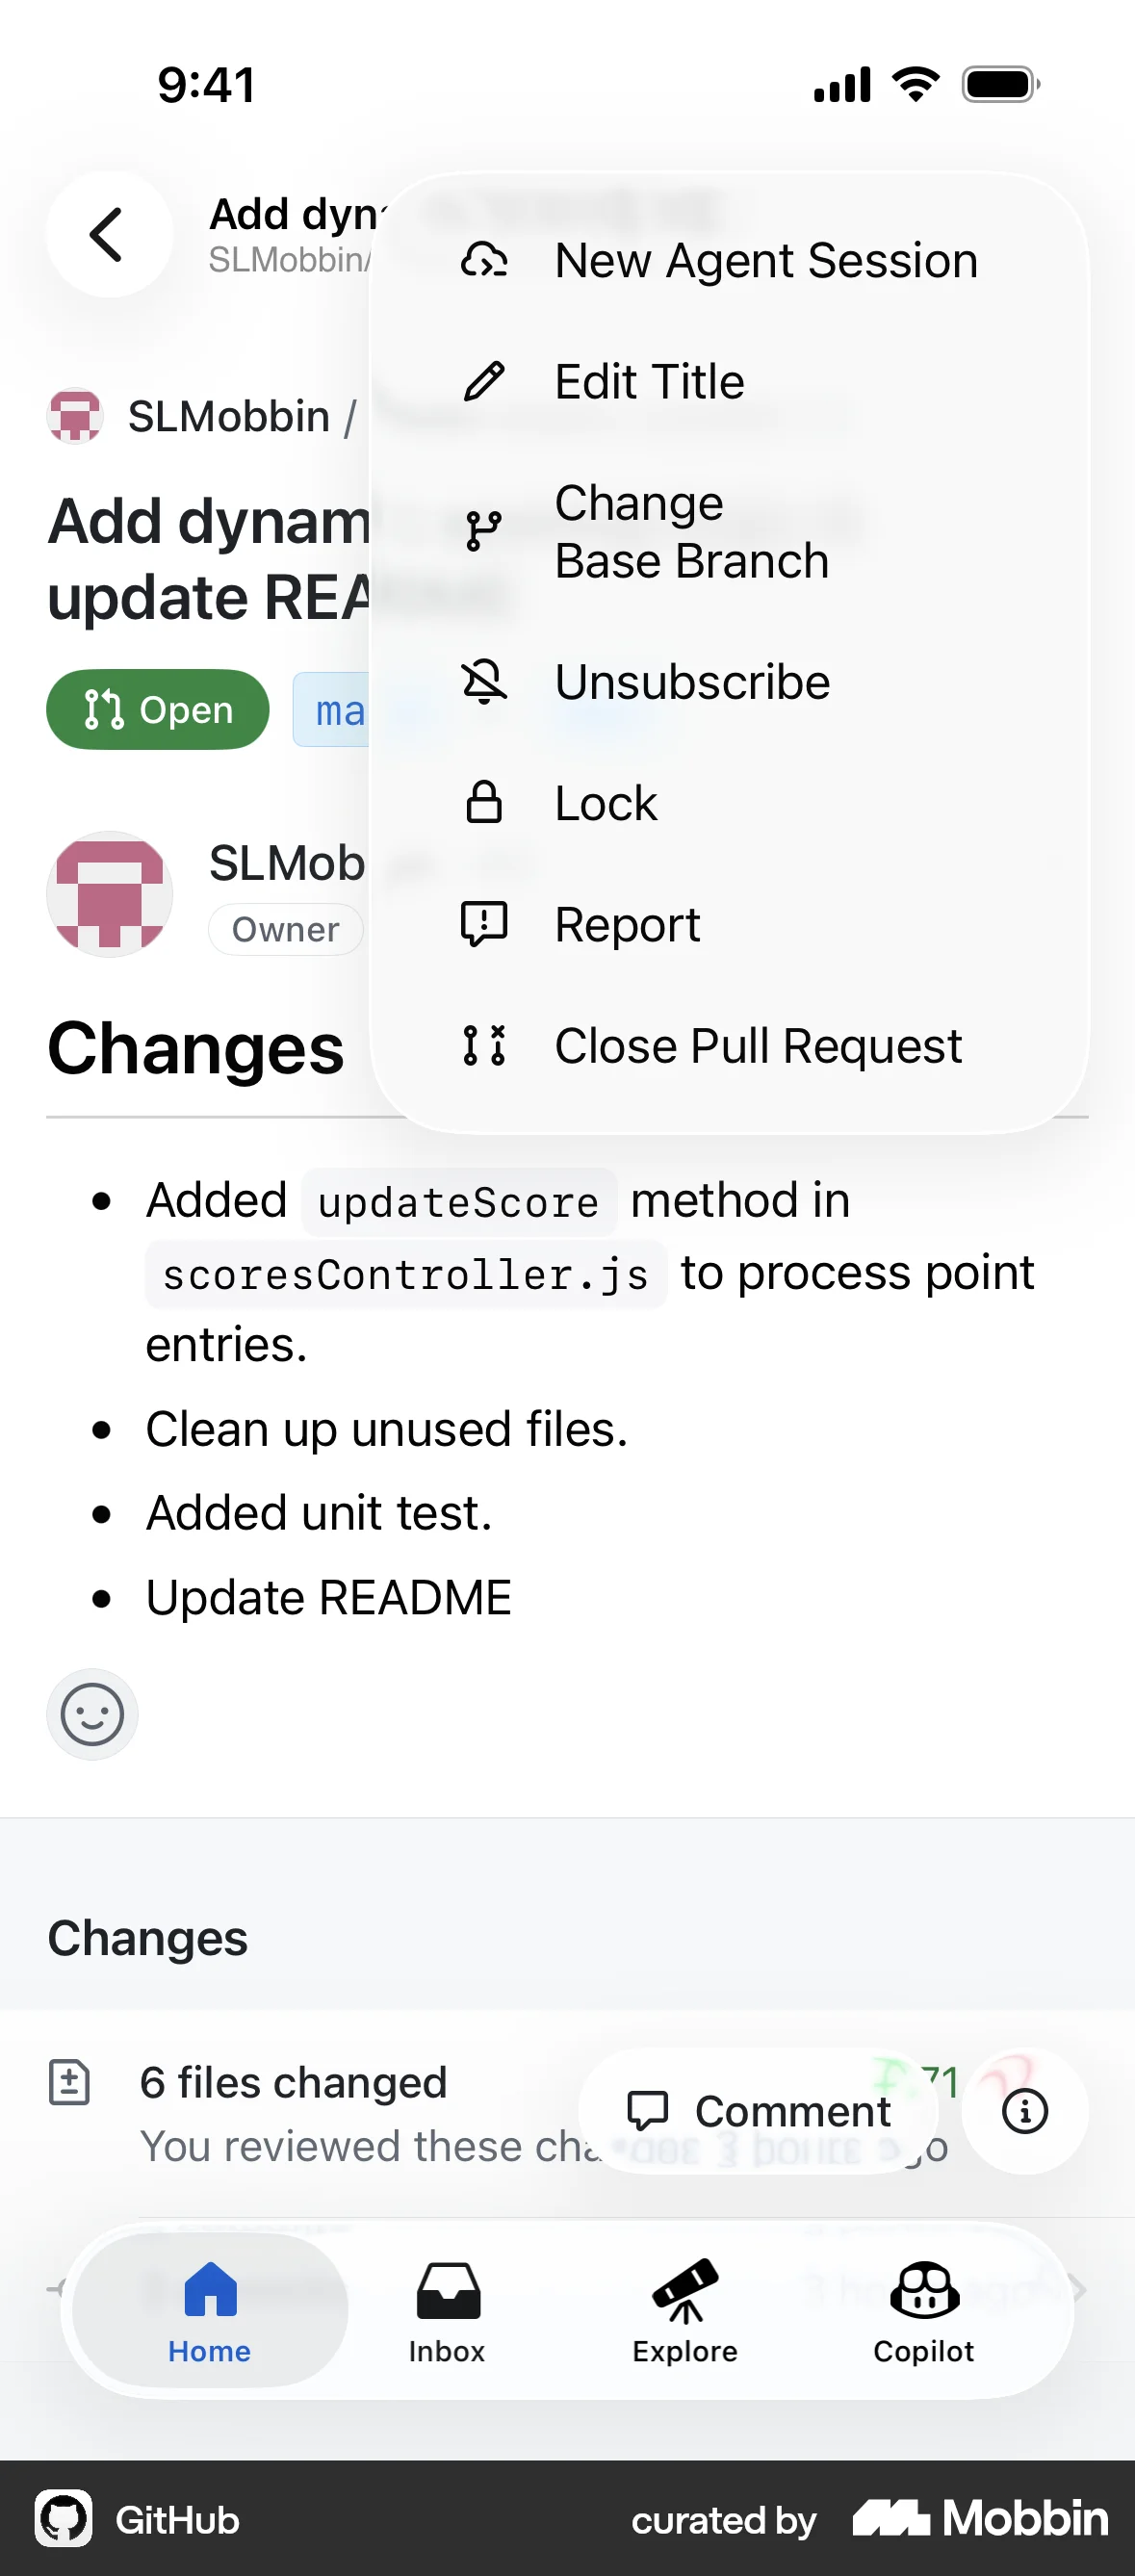 9:41
Add dyn
SLMobbin/
New Agent Session
Edit Title
Change
Base Branch
Unsubscribe
Lock
Report
Close Pull Request
SLMobbin /
Add dynam
update REA
Open
ma
SLMob
Owner
Changes
Added updateScore method in
scoresController.js to process point
entries.
Clean up unused files.
Added unit test.
Update README
Changes
6 files changed
71
You reviewed these cha
go
Comment
Home
Inbox
Explore
Copilot
GitHub
curated by Mobbin